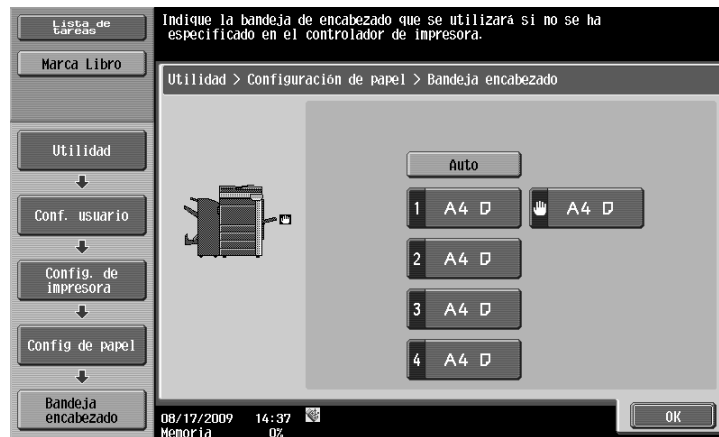 Lista de
tareas
Indique la bandeja de encabezado que se utilizará si no se ha
especificado en el controlador de impresora.
Marca Libro
Utilidad > Configuración de papel > Bandeja encabezado
Utilidad
Conf. usuario
Config. de
impresora
Config de papel
Bandeja
encabezado
Auto
1 A4
A4
2 A4
3 A4
4 A4
08/17/2009 14:37
Memoria 0%
OK